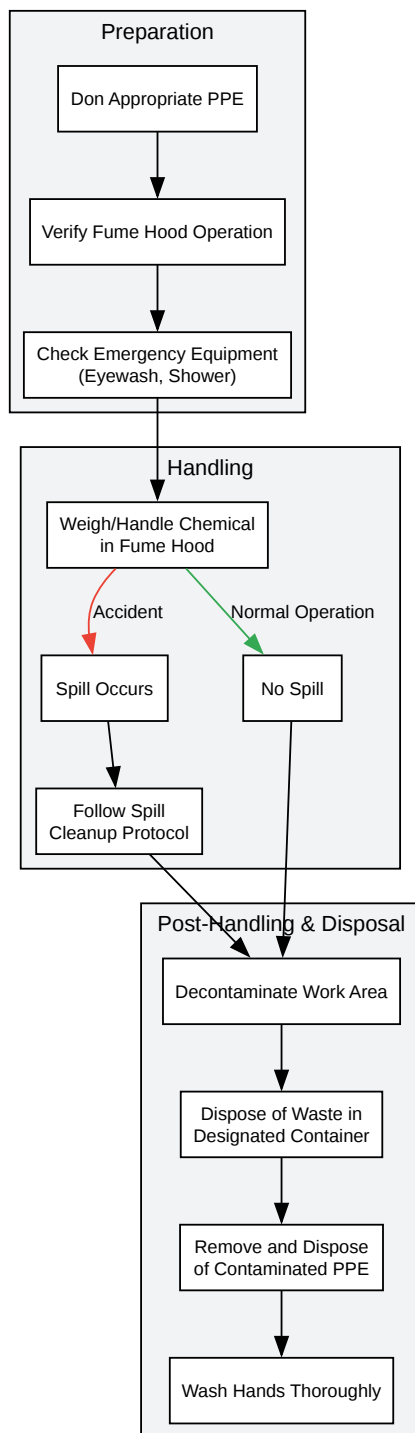 Preparation
Don Appropriate PPE
Verify Fume Hood Operation
Check Emergency Equipment
(Eyewash, Shower)
Handling
Weigh/Handle Chemical
in Fume Hood
Accident
Normal Operation
Spill Occurs
No Spill
Follow Spill
Cleanup Protocol
Post-Handling & Disposal
Decontaminate Work Area
Dispose of Waste in
Designated Container
Remove and Dispose
of Contaminated PPE
Wash Hands Thoroughly